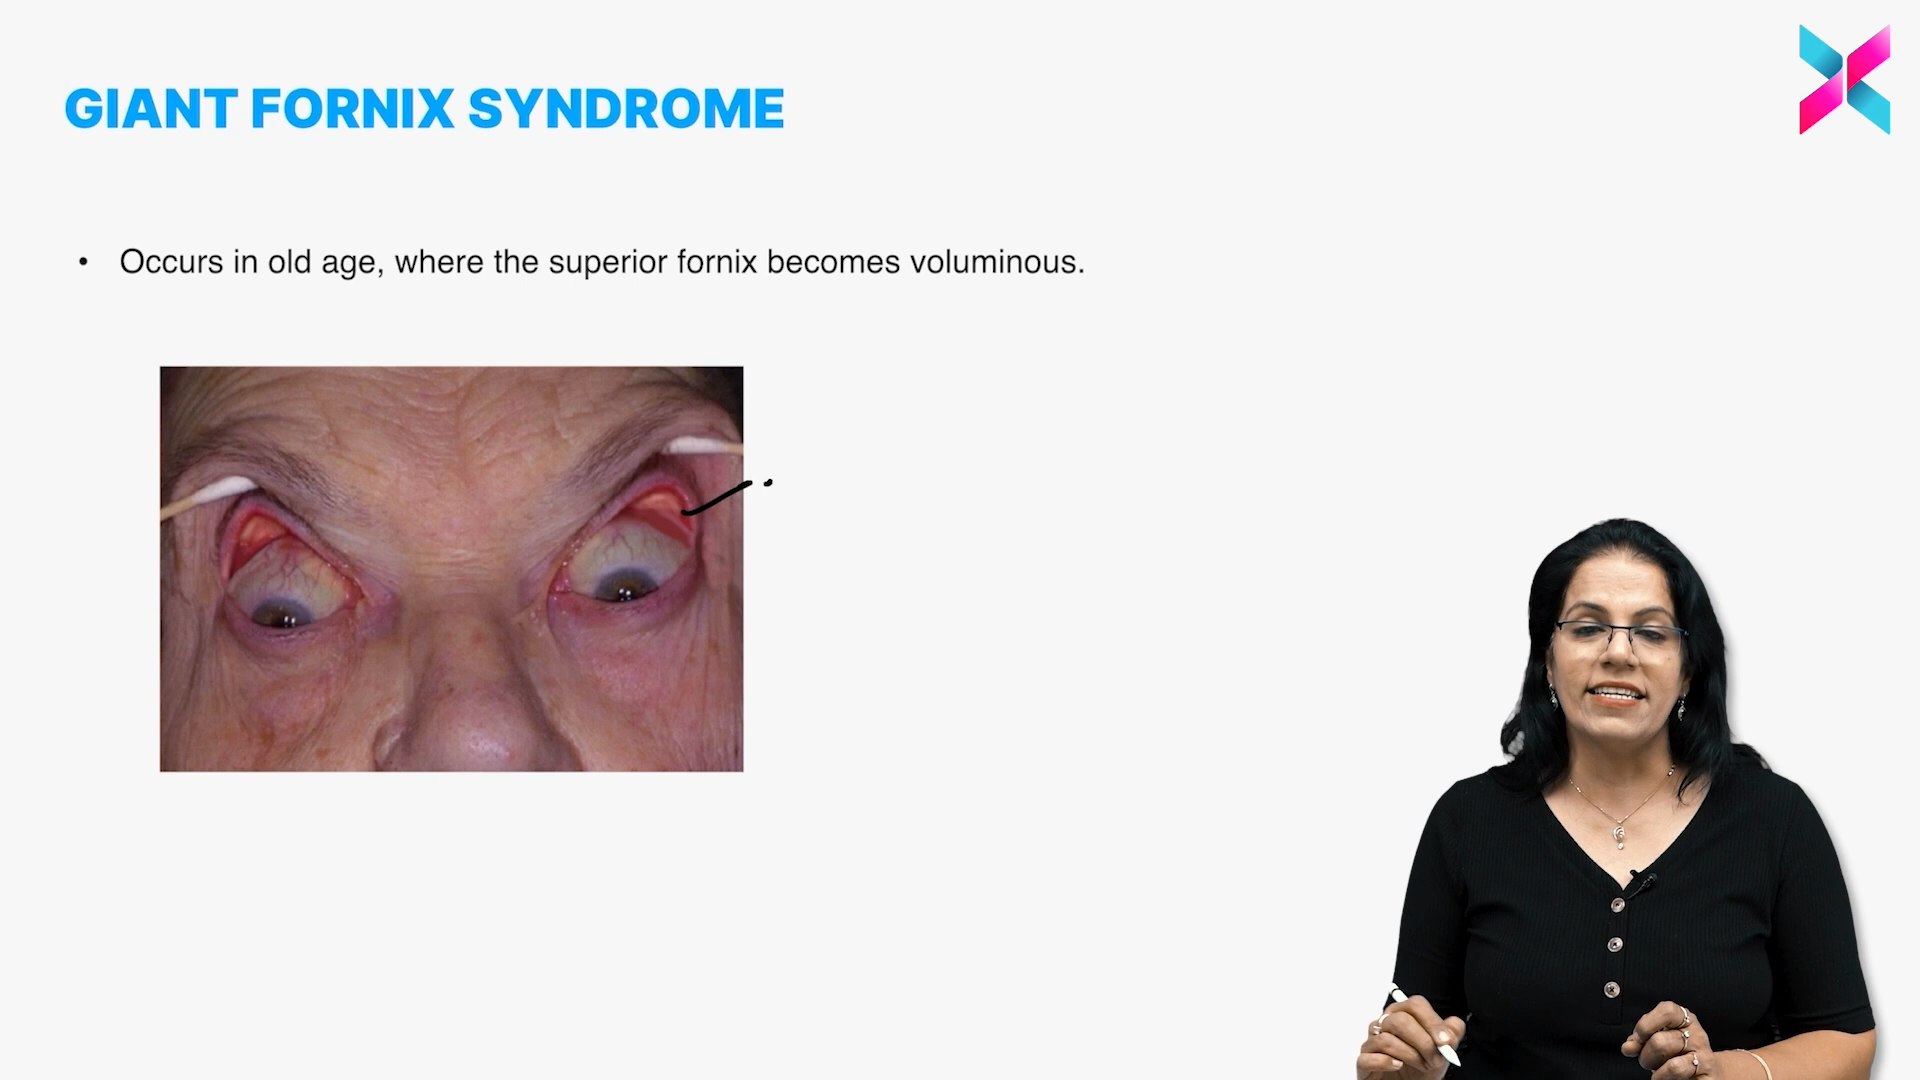 GIANT FORNIX SYNDROME
• Occurs in old age, where the superior fornix becomes voluminous.